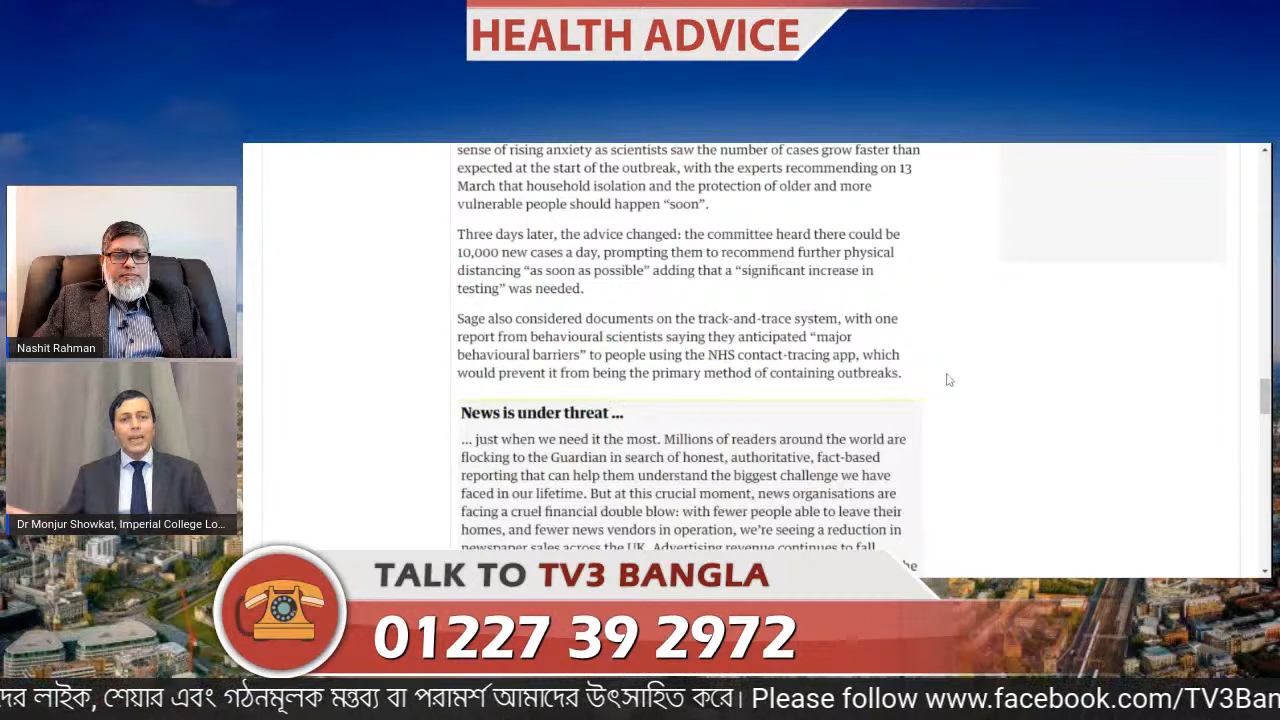 HEALTH ADVICE
sense of rising anxiety as scientists saw the number of cases grow faster than
expected at the start of the outbreak, with the experts recommending on 13
March that household isolation and the protection of older and more
vulnerable people should happen “soon”.
Three days later, the advice changed: the committee heard there could be
10,000 new cases a day, prompting them to recommend further physical
distancing “as soon as possible” adding that a “significant increase in
testing” was needed.
Sage also considered documents on the track-and-trace system, with one
report from behavioural scientists saying they anticipated “major
behavioural barriers” to people using the NHS contact-tracing app, which
would prevent it from being the primary method of containing outbreaks.
News is under threat ...
... just when we need it the most. Millions of readers around the world are
flocking to the Guardian in search of honest, authoritative, fact-based
reporting that can help them understand the biggest challenge we have
faced in our lifetime. But at this crucial moment, news organisations are
facing a cruel financial double blow: with fewer people able to leave their
homes, and fewer news vendors in operation, we’re seeing a reduction in
newspaper sales across the UK. Advertising revenue continues to fall
Nashit Rahman
Dr Monjur Showkat, Imperial College Lo...
TALK TO TV3 BANGLA
01227 39 2972
দের লাইক, শেয়ার এবং গঠনমূলক মন্তব্য বা পরামর্শ আমাদের উৎসাহিত করে। Please follow www.facebook.com/TV3Ban